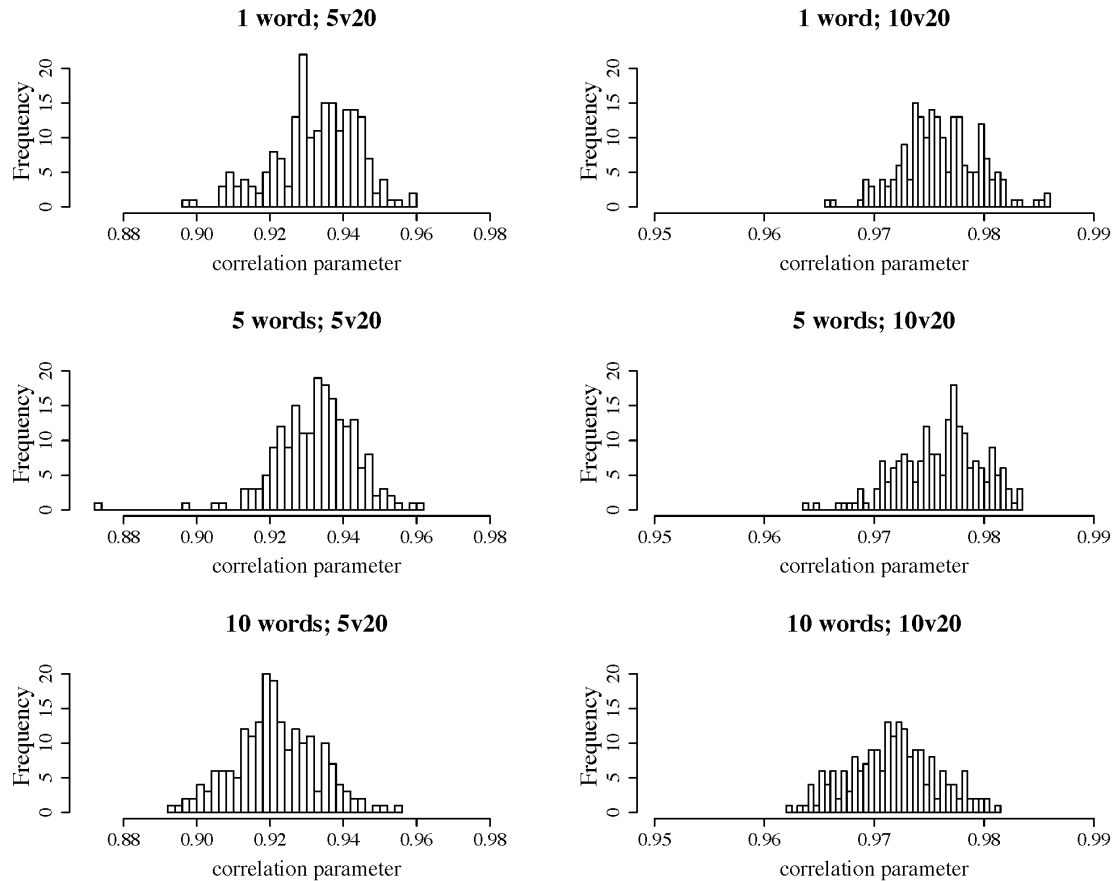 1 word; 5v20
Frequency
0 5 10 15 20
0.88 0.90 0.92 0.94 0.96 0.98
correlation parameter
1 word; 10v20
Frequency
0 5 10 15 20
0.95 0.96 0.97 0.98 0.99
correlation parameter
5 words; 5v20
Frequency
0 5 10 15 20
0.88 0.90 0.92 0.94 0.96 0.98
correlation parameter
5 words; 10v20
Frequency
0 5 10 15 20
0.95 0.96 0.97 0.98 0.99
correlation parameter
10 words; 5v20
Frequency
0 5 10 15 20
0.88 0.90 0.92 0.94 0.96 0.98
correlation parameter
10 words; 10v20
Frequency
0 5 10 15 20
0.95 0.96 0.97 0.98 0.99
correlation parameter